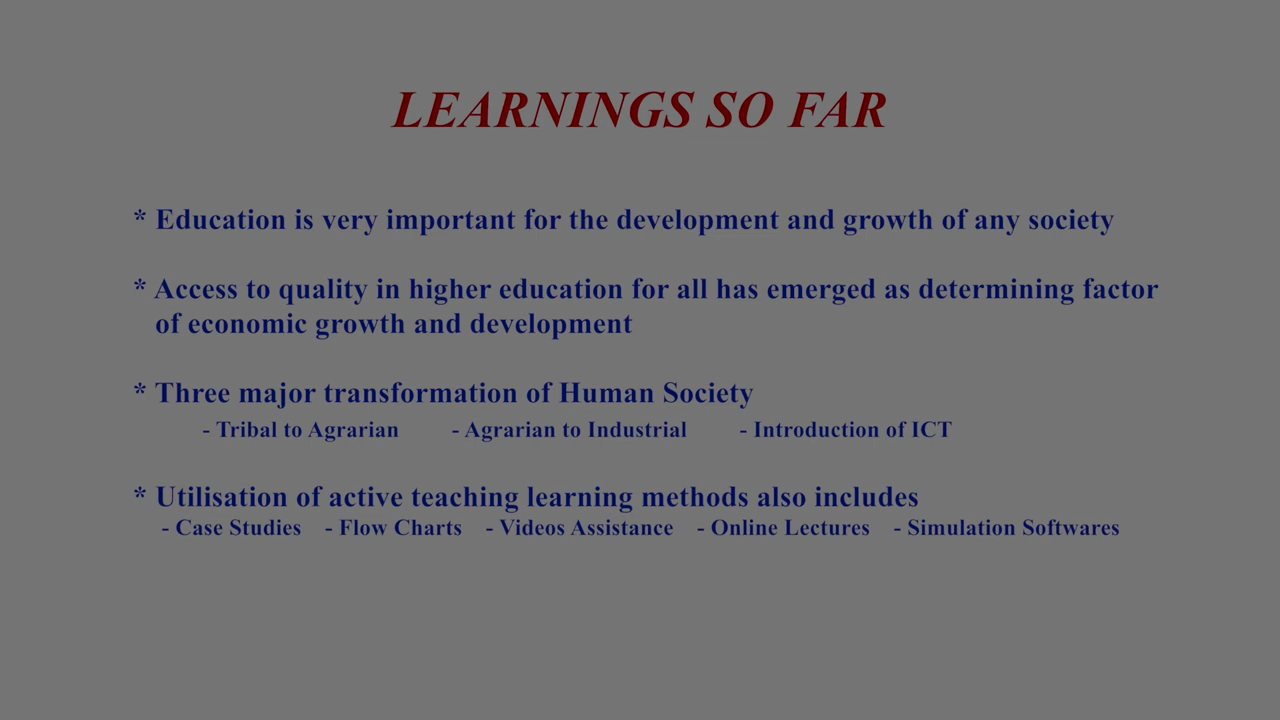 LEARNINGS SO FAR
* Education is very important for the development and growth of any society
* Access to quality in higher education for all has emerged as determining factor
of economic growth and development
* Three major transformation of Human Society
- Tribal to Agrarian - Agrarian to Industrial - Introduction of ICT
* Utilisation of active teaching learning methods also includes
- Case Studies - Flow Charts - Videos Assistance - Online Lectures - Simulation Softwares